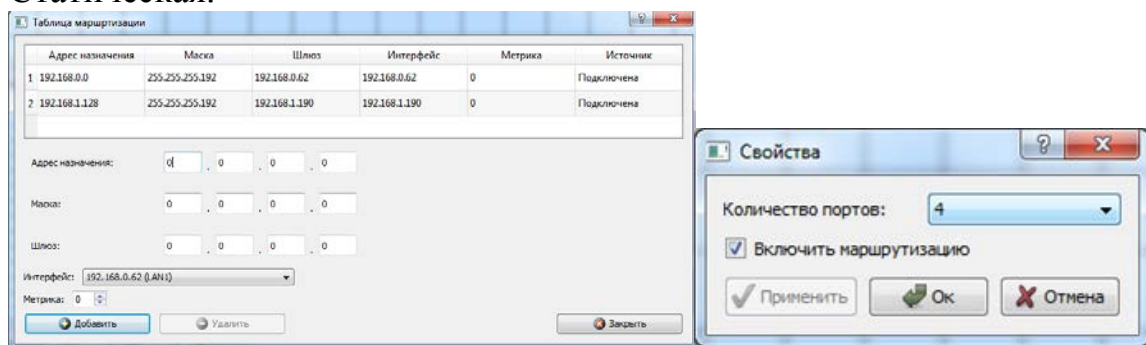 Статическая.
Таблица маршртизации
Адрес назначения Маска Шлюз Интерфейс Метрика Источник
1 192.168.0.0 255.255.255.192 192.168.0.62 192.168.0.62 0 Подключена
2 192.168.1.128 255.255.255.192 192.168.1.190 192.168.1.190 0 Подключена
Адрес назначения: 0 . 0 . 0 . 0
Маска: 0 . 0 . 0 . 0
Шлюз: 0 . 0 . 0 . 0
Интерфейс: 192.168.0.62 (LAN1)
Метрика: 0
Добавить Удалить Закрыть
Свойства
Количество портов: 4
Включить маршрутизацию
Применить Ок Отмена